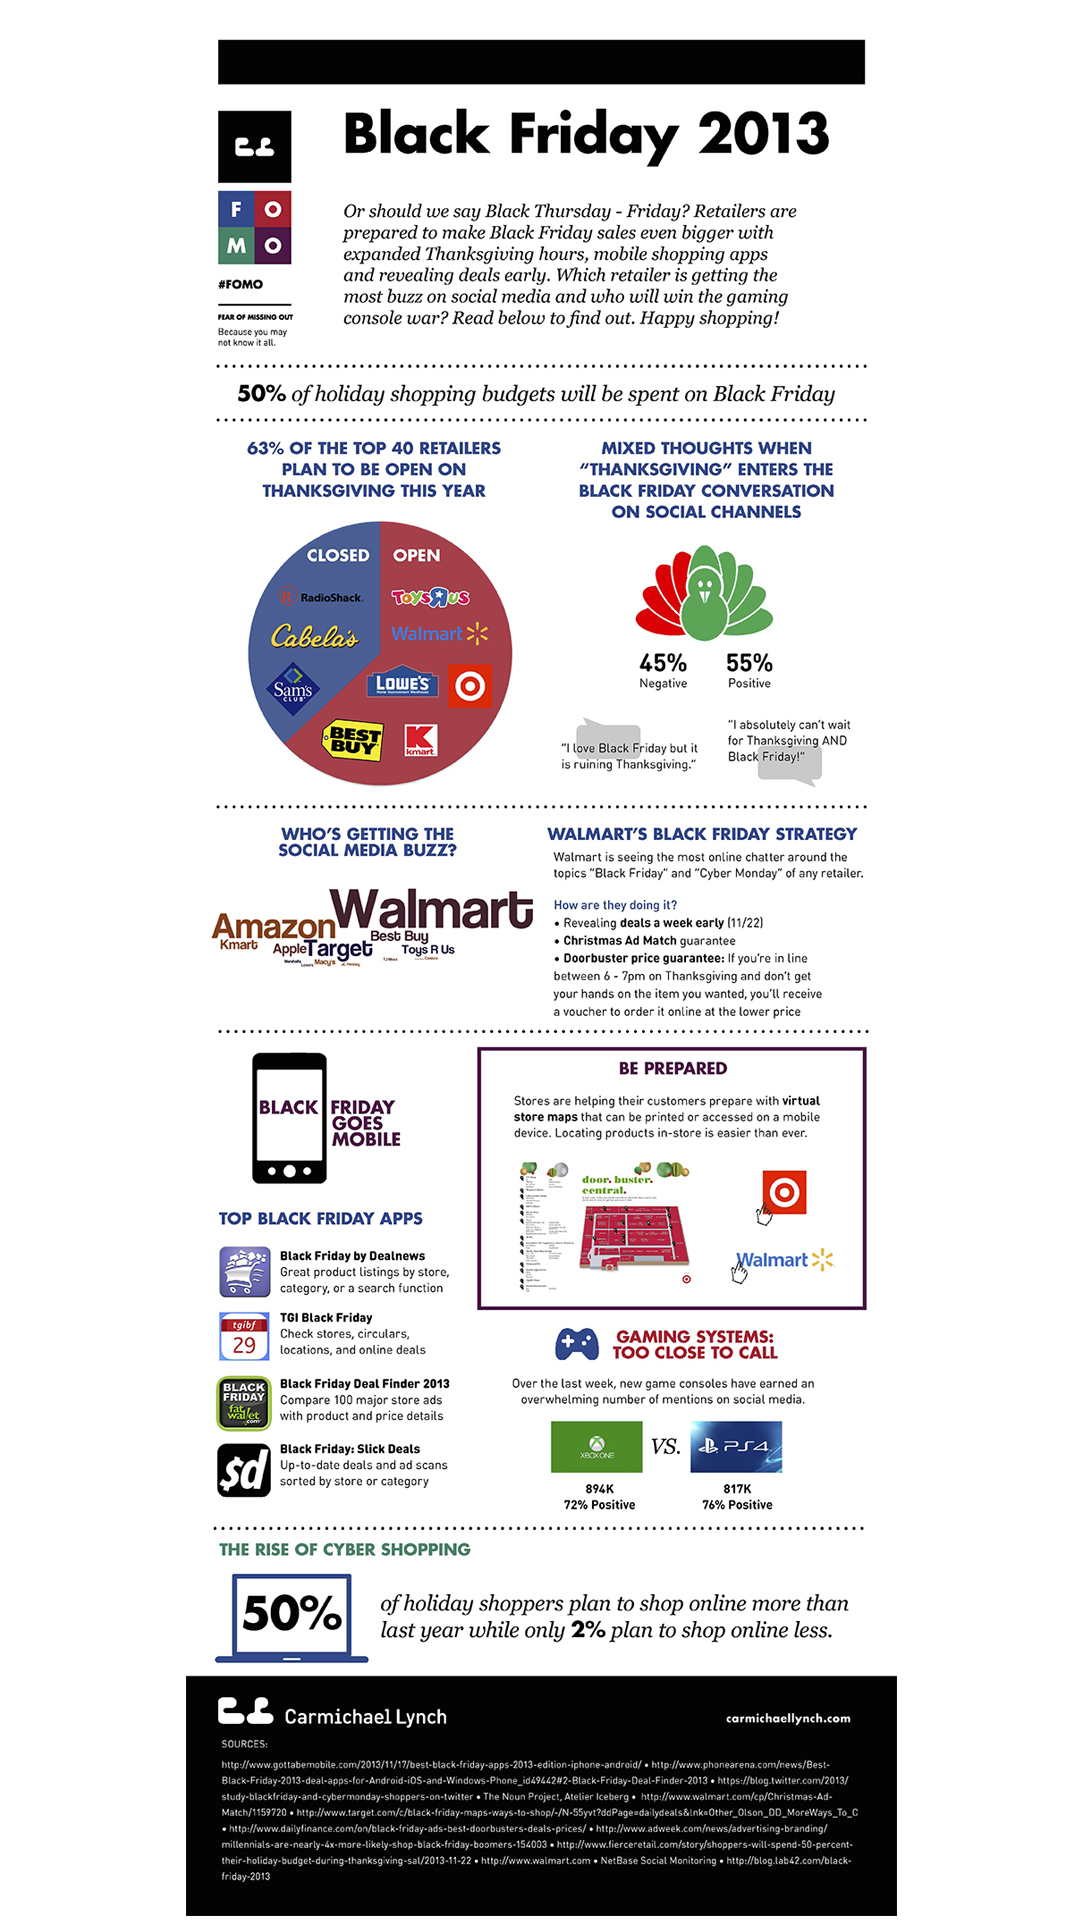 Black Friday 2013
F O
M O
#FOMO
FEAR OF MISSING OUT
Because you may
not know it all.
Or should we say Black Thursday - Friday? Retailers are
prepared to make Black Friday sales even bigger with
expanded Thanksgiving hours, mobile shopping apps
and revealing deals early. Which retailer is getting the
most buzz on social media and who will win the gaming
console war? Read below to find out. Happy shopping!
50% of holiday shopping budgets will be spent on Black Friday
63% OF THE TOP 40 RETAILERS
PLAN TO BE OPEN ON
THANKSGIVING THIS YEAR
CLOSED OPEN
RadioShack.
Toys R Us
Cabela's
Walmart
Sam's
CLUB
LOWE'S
Home Improvement Warehouse
BEST
BUY
K
kmart
MIXED THOUGHTS WHEN
"THANKSGIVING" ENTERS THE
BLACK FRIDAY CONVERSATION
ON SOCIAL CHANNELS
45%
Negative
55%
Positive
"I love Black Friday but it
is ruining Thanksgiving."
"I absolutely can't wait
for Thanksgiving AND
Black Friday!"
WHO'S GETTING THE
SOCIAL MEDIA BUZZ?
Walmart
Amazon
Best Buy
Kmart
Apple
Target
Toys R Us
Macy's
WALMART'S BLACK FRIDAY STRATEGY
Walmart is seeing the most online chatter around the
topics "Black Friday" and "Cyber Monday" of any retailer.
How are they doing it?
• Revealing deals a week early (11/22)
• Christmas Ad Match guarantee
• Doorbuster price guarantee: If you're in line
between 6 - 7pm on Thanksgiving and don't get
your hands on the item you wanted, you'll receive
a voucher to order it online at the lower price
BLACK FRIDAY
GOES
MOBILE
TOP BLACK FRIDAY APPS
Black Friday by Dealnews
Great product listings by store,
category, or a search function
tgibf
29
TGI Black Friday
Check stores, circulars,
locations, and online deals
BLACK
FRIDAY
fat
wallet
.com
Black Friday Deal Finder 2013
Compare 100 major store ads
with product and price details
$d
Black Friday: Slick Deals
Up-to-date deals and ad scans
sorted by store or category
BE PREPARED
Stores are helping their customers prepare with virtual
store maps that can be printed or accessed on a mobile
device. Locating products in-store is easier than ever.
door. buster.
central.
Walmart
GAMING SYSTEMS:
TOO CLOSE TO CALL
Over the last week, new game consoles have earned an
overwhelming number of mentions on social media.
XBOX ONE
VS.
PS4
894K
72% Positive
817K
76% Positive
THE RISE OF CYBER SHOPPING
50%
of holiday shoppers plan to shop online more than
last year while only 2% plan to shop online less.
Carmichael Lynch
carmichaellynch.com
SOURCES:
http://www.gottabemobile.com/2013/11/17/best-black-friday-apps-2013-edition-iphone-android/ • http://www.phonearena.com/news/Best-
Black-Friday-2013-deal-apps-for-Android-iOS-and-Windows-Phone_id49442#2-Black-Friday-Deal-Finder-2013 • https://blog.twitter.com/2013/
study-blackfriday-and-cybermonday-shoppers-on-twitter • The Noun Project, Atelier Iceberg • http://www.walmart.com/cp/Christmas-Ad-
Match/1159720 • http://www.target.com/c/black-friday-maps-ways-to-shop/-/N-55yvt?ddPage=dailydeals&lnk=Other_Olson_DD_MoreWays_To_C
• http://www.dailyfinance.com/on/black-friday-ads-best-doorbusters-deals-prices/ • http://www.adweek.com/news/advertising-branding/
millennials-are-nearly-4x-more-likely-shop-black-friday-boomers-154003 • http://www.fierceretail.com/story/shoppers-will-spend-50-percent-
their-holiday-budget-during-thanksgiving-sal/2013-11-22 • http://www.walmart.com • NetBase Social Monitoring • http://blog.lab42.com/black-
friday-2013